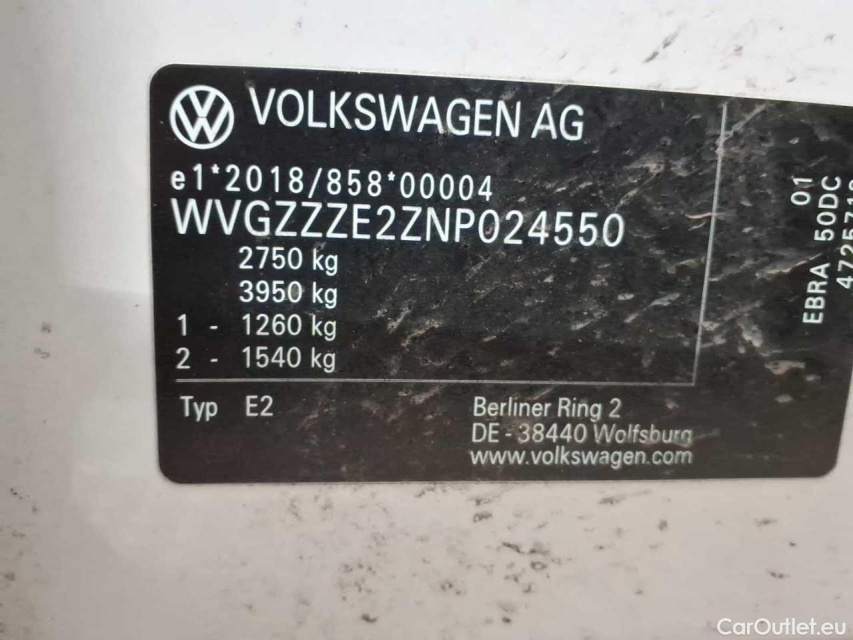 VOLKSWAGEN AG
e1*2018/858*00004
WVGZZZE2ZNP024550
2750 kg
3950 kg
1 - 1260 kg
2 - 1540 kg
Typ E2
Berliner Ring 2
DE - 38440 Wolfsburg
www.volkswagen.com
01
EBRA 50DC
CarOutlet.eu